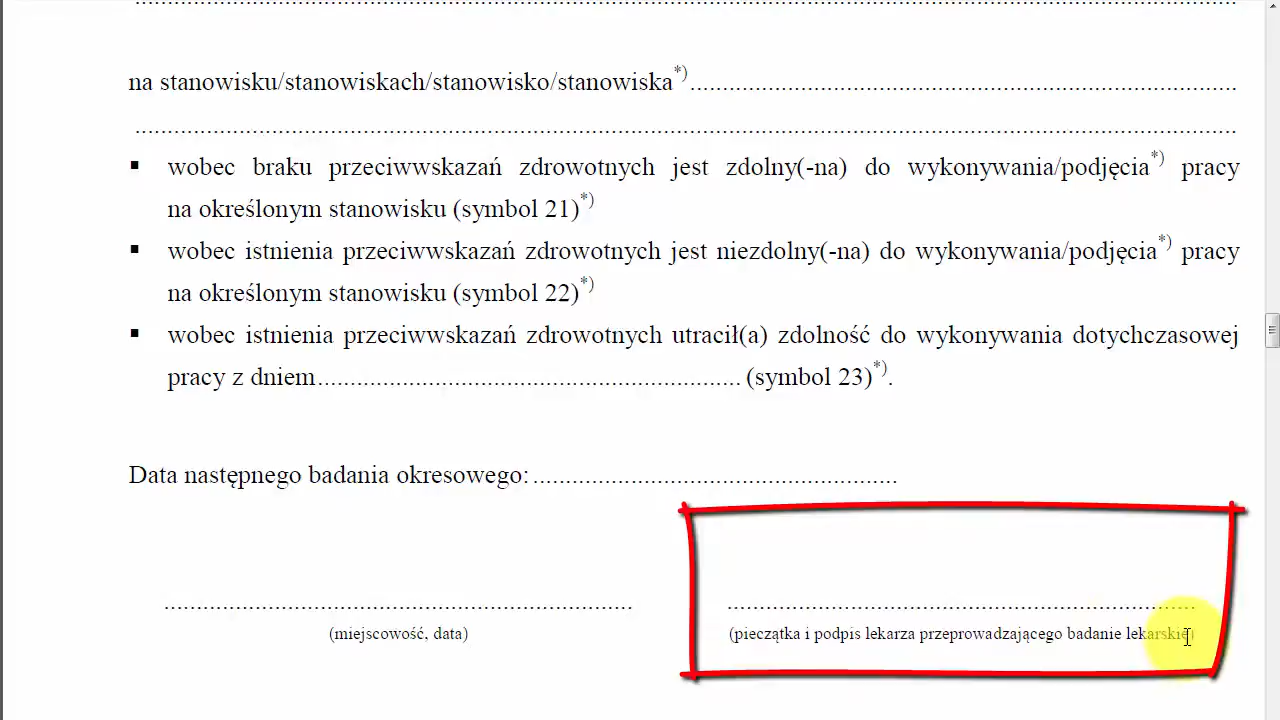 na stanowisku/stanowiskach/stanowisko/stanowiska*)....................................................................................
..........................................................................................................................................................................
▪ wobec braku przeciwwskazań zdrowotnych jest zdolny(-na) do wykonywania/podjęcia*) pracy
na określonym stanowisku (symbol 21)*)
▪ wobec istnienia przeciwwskazań zdrowotnych jest niezdolny(-na) do wykonywania/podjęcia*) pracy
na określonym stanowisku (symbol 22)*)
▪ wobec istnienia przeciwwskazań zdrowotnych utracił(a) zdolność do wykonywania dotychczasowej
pracy z dniem................................................................. (symbol 23)*).
Data następnego badania okresowego: ........................................................
........................................................................ ........................................................................
(miejscowość, data) (pieczątka i podpis lekarza przeprowadzającego badanie lekarskie)